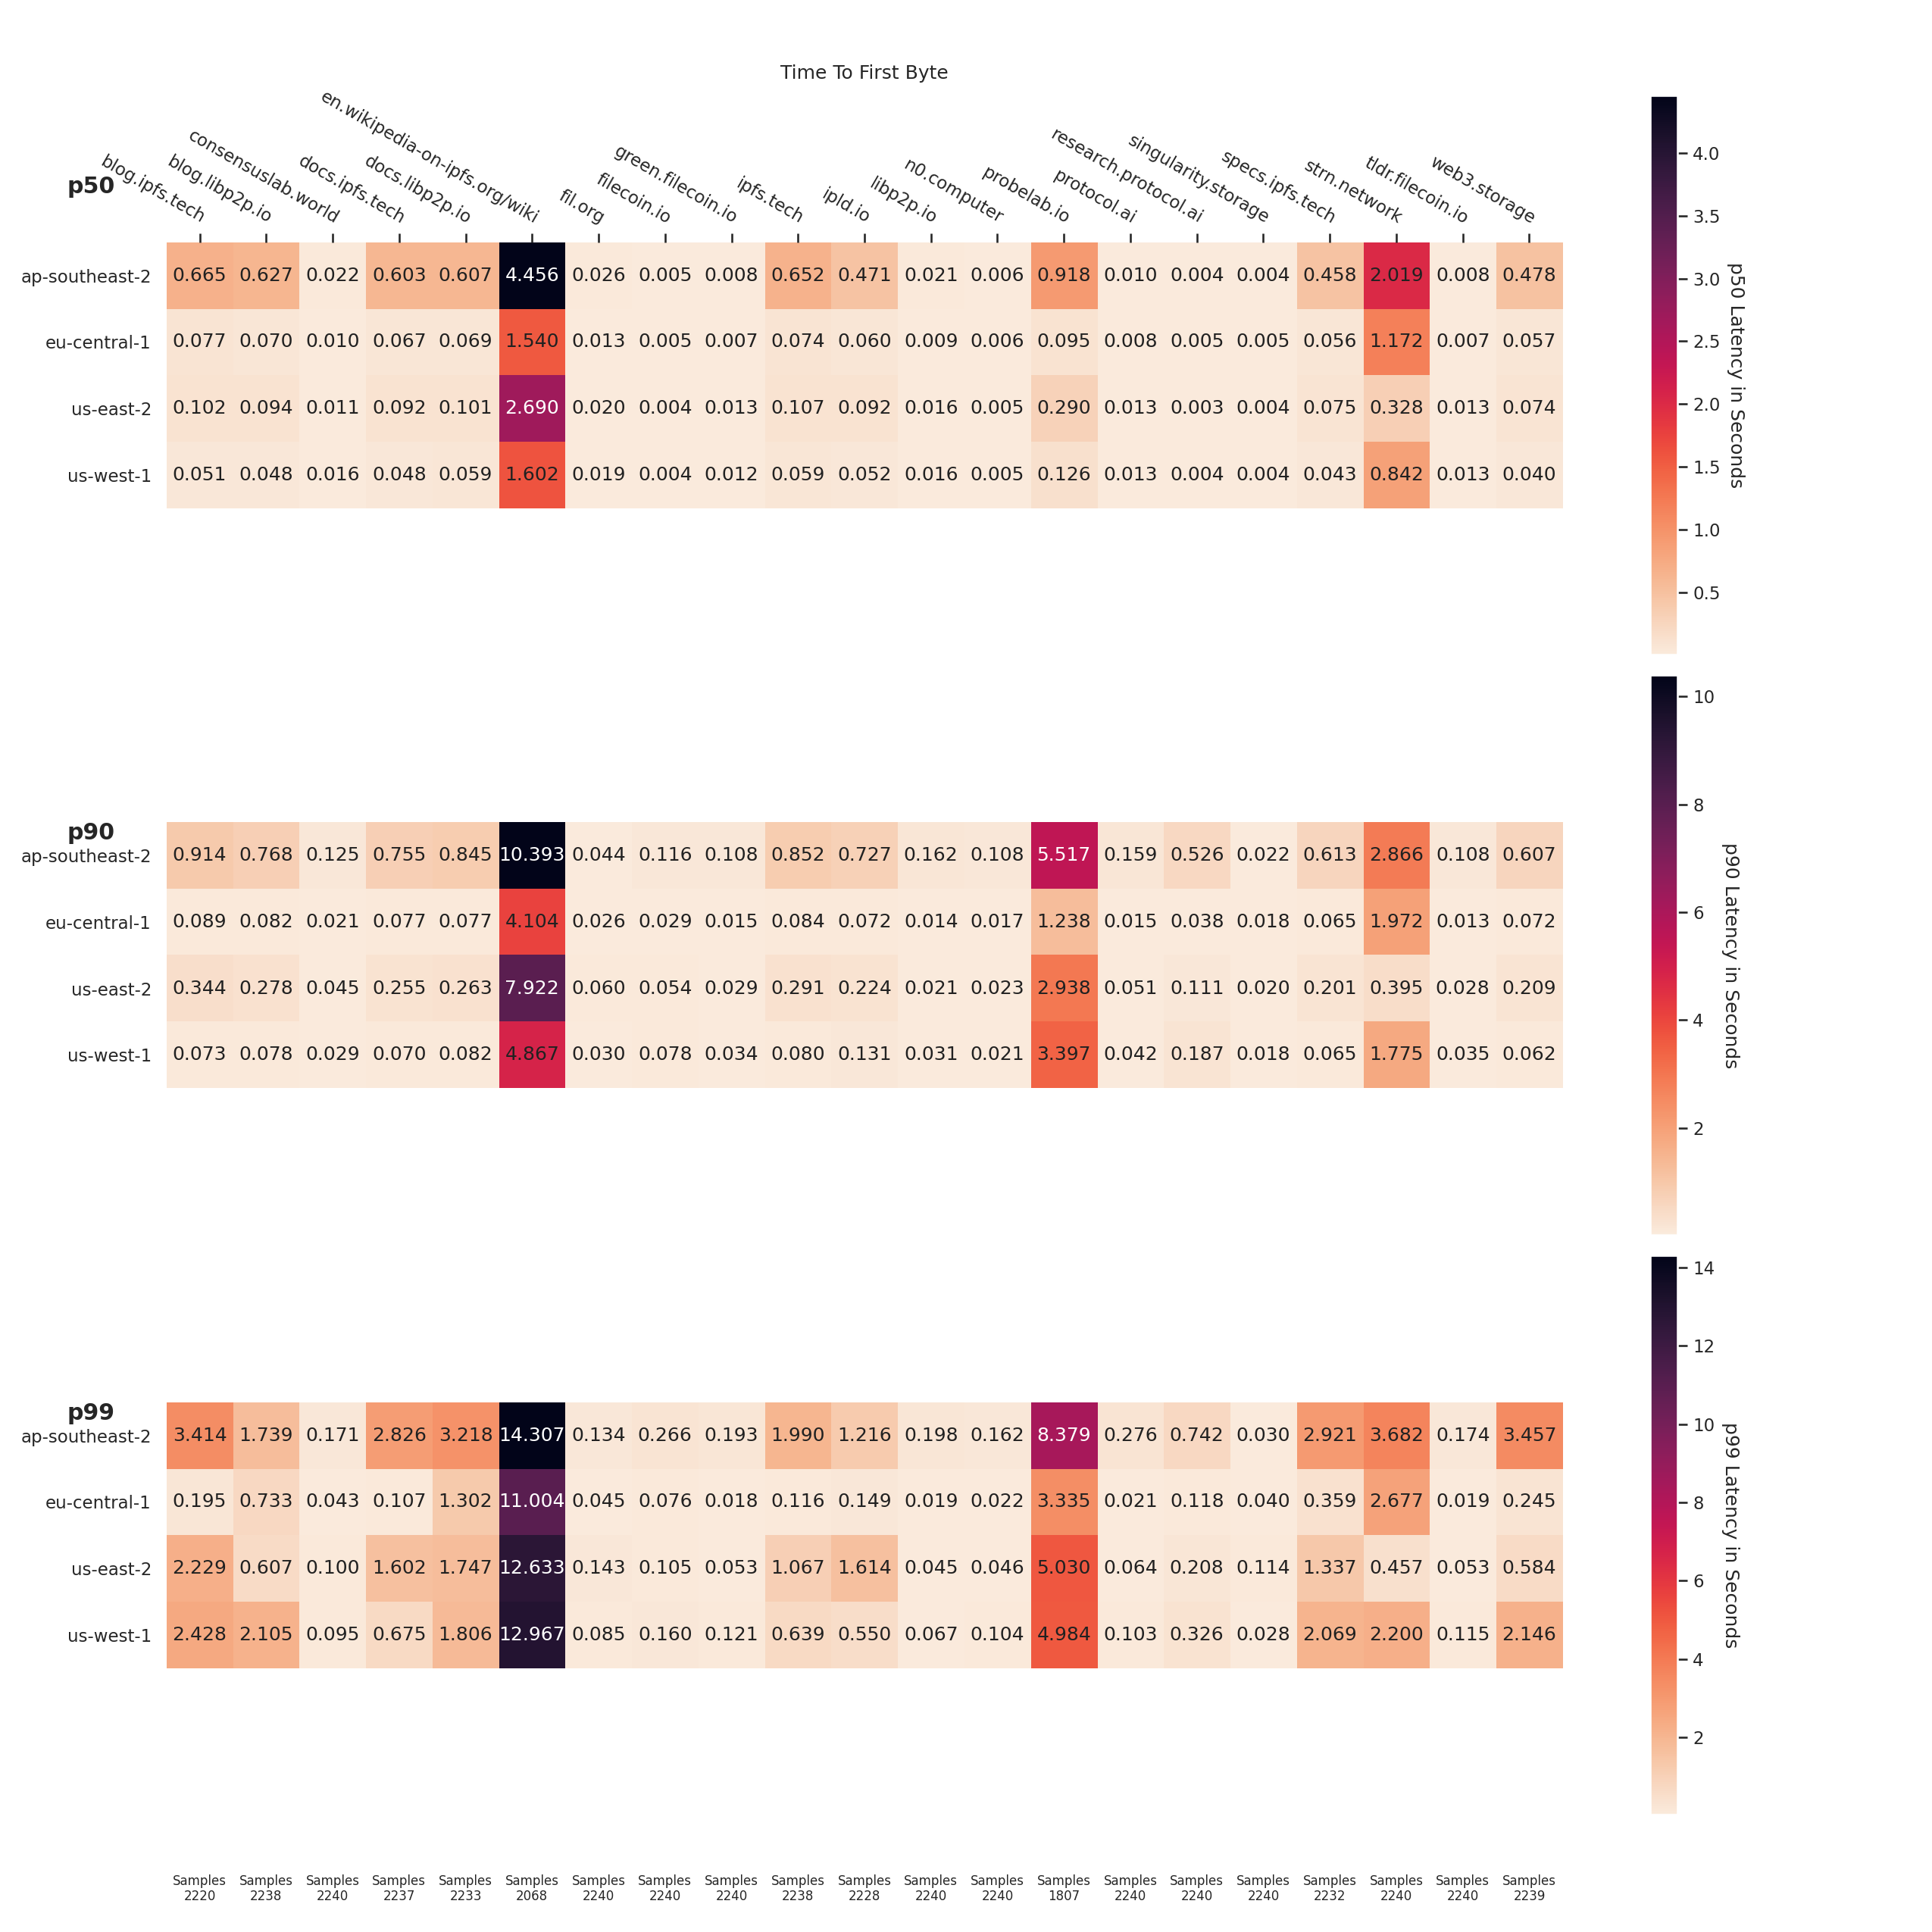 Time To First Byte
p50
blog.ipfs.tech
blog.libp2p.io
consensuslab.world
docs.ipfs.tech
docs.libp2p.io
en.wikipedia-on-ipfs.org/wiki
fil.org
filecoin.io
green.filecoin.io
ipfs.tech
ipld.io
libp2p.io
n0.computer
probelab.io
protocol.ai
research.protocol.ai
singularity.storage
specs.ipfs.tech
strn.network
tldr.filecoin.io
web3.storage
ap-southeast-2 0.665 0.627 0.022 0.603 0.607 4.456 0.026 0.005 0.008 0.652 0.471 0.021 0.006 0.918 0.010 0.004 0.004 0.458 2.019 0.008 0.478
eu-central-1 0.077 0.070 0.010 0.067 0.069 1.540 0.013 0.005 0.007 0.074 0.060 0.009 0.006 0.095 0.008 0.005 0.005 0.056 1.172 0.007 0.057
us-east-2 0.102 0.094 0.011 0.092 0.101 2.690 0.020 0.004 0.013 0.107 0.092 0.016 0.005 0.290 0.013 0.003 0.004 0.075 0.328 0.013 0.074
us-west-1 0.051 0.048 0.016 0.048 0.059 1.602 0.019 0.004 0.012 0.059 0.052 0.016 0.005 0.126 0.013 0.004 0.004 0.043 0.842 0.013 0.040
4.0
3.5
3.0
2.5
2.0
1.5
1.0
0.5
p50 Latency in Seconds
p90
ap-southeast-2 0.914 0.768 0.125 0.755 0.845 10.393 0.044 0.116 0.108 0.852 0.727 0.162 0.108 5.517 0.159 0.526 0.022 0.613 2.866 0.108 0.607
eu-central-1 0.089 0.082 0.021 0.077 0.077 4.104 0.026 0.029 0.015 0.084 0.072 0.014 0.017 1.238 0.015 0.038 0.018 0.065 1.972 0.013 0.072
us-east-2 0.344 0.278 0.045 0.255 0.263 7.922 0.060 0.054 0.029 0.291 0.224 0.021 0.023 2.938 0.051 0.111 0.020 0.201 0.395 0.028 0.209
us-west-1 0.073 0.078 0.029 0.070 0.082 4.867 0.030 0.078 0.034 0.080 0.131 0.031 0.021 3.397 0.042 0.187 0.018 0.065 1.775 0.035 0.062
10
8
6
4
2
p90 Latency in Seconds
p99
ap-southeast-2 3.414 1.739 0.171 2.826 3.218 14.307 0.134 0.266 0.193 1.990 1.216 0.198 0.162 8.379 0.276 0.742 0.030 2.921 3.682 0.174 3.457
eu-central-1 0.195 0.733 0.043 0.107 1.302 11.004 0.045 0.076 0.018 0.116 0.149 0.019 0.022 3.335 0.021 0.118 0.040 0.359 2.677 0.019 0.245
us-east-2 2.229 0.607 0.100 1.602 1.747 12.633 0.143 0.105 0.053 1.067 1.614 0.045 0.046 5.030 0.064 0.208 0.114 1.337 0.457 0.053 0.584
us-west-1 2.428 2.105 0.095 0.675 1.806 12.967 0.085 0.160 0.121 0.639 0.550 0.067 0.104 4.984 0.103 0.326 0.028 2.069 2.200 0.115 2.146
14
12
10
8
6
4
2
p99 Latency in Seconds
Samples Samples Samples Samples Samples Samples Samples Samples Samples Samples Samples Samples Samples Samples Samples Samples Samples Samples Samples Samples Samples
2220 2238 2240 2237 2233 2068 2240 2240 2240 2238 2228 2240 2240 1807 2240 2240 2240 2232 2240 2240 2239